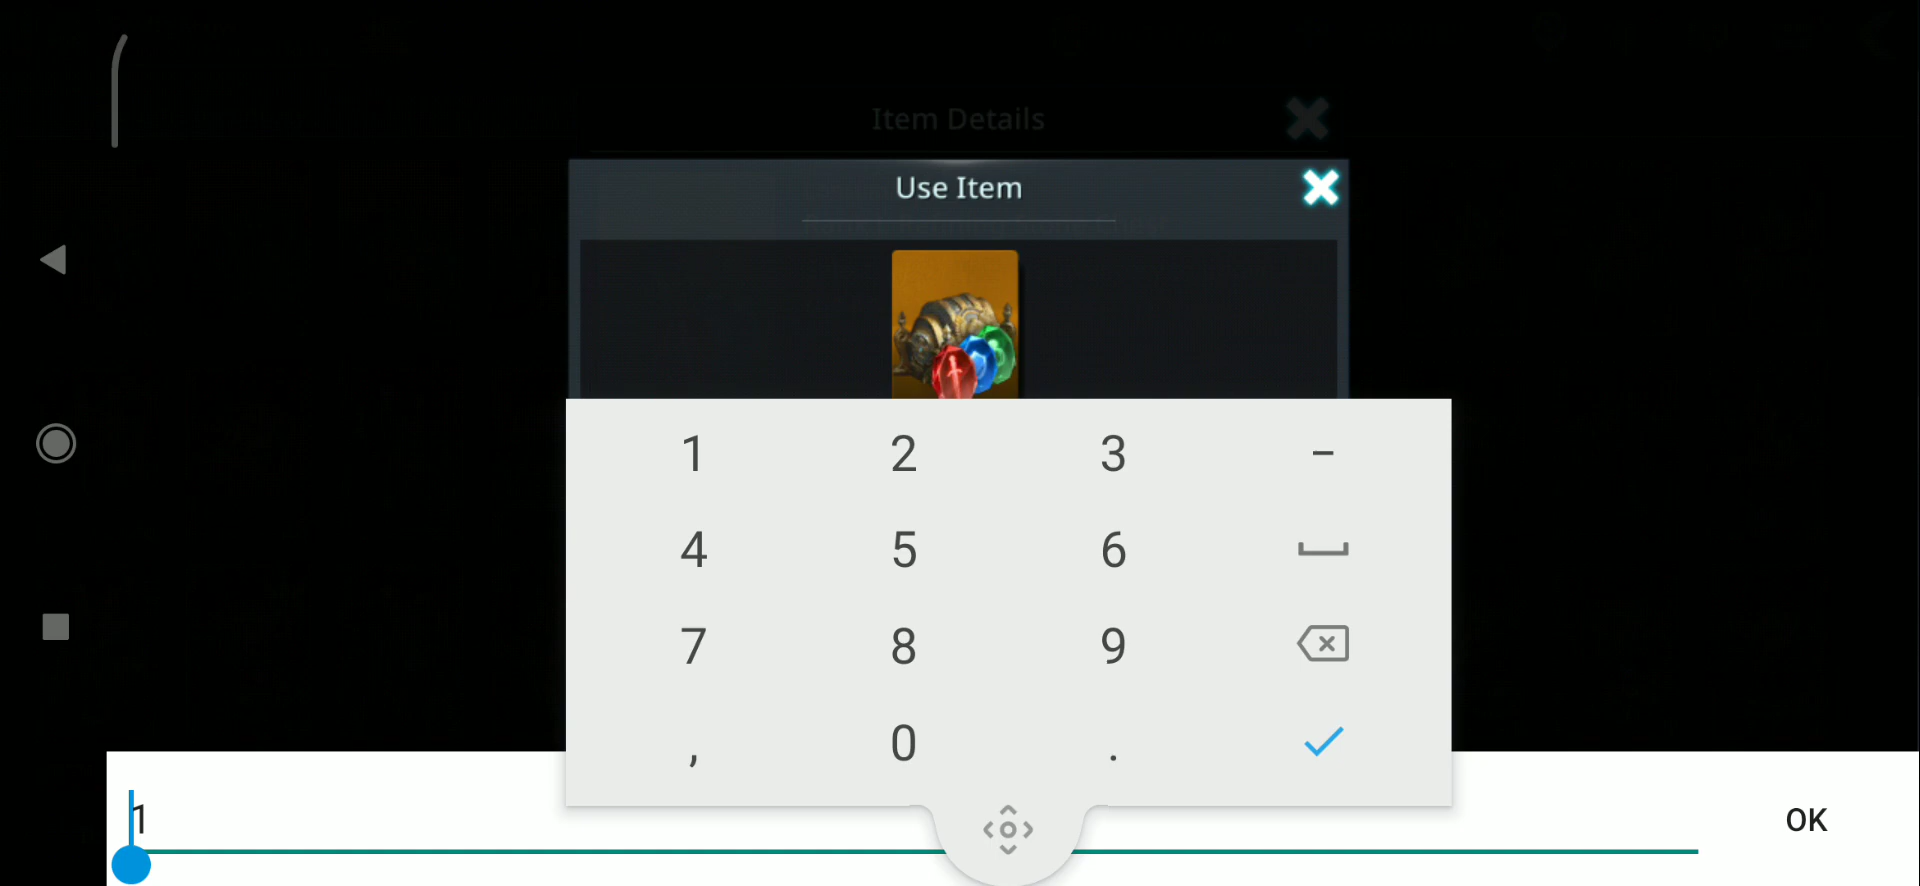 Item Details
Use Item
1 2 3 –
4 5 6
7 8 9
, 0 .
1
OK